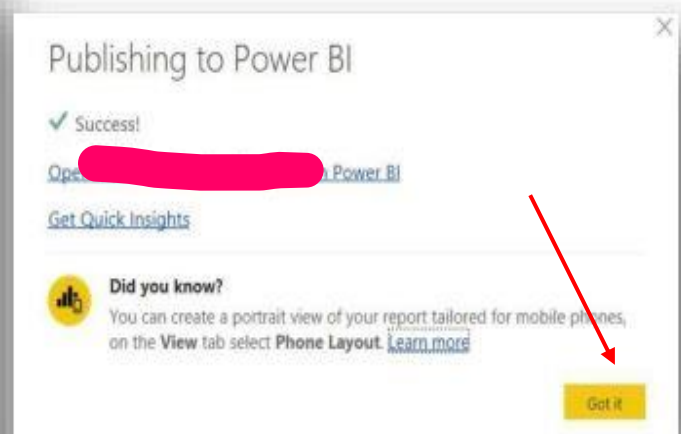 Publishing to Power BI
Success!
Ope Power BI
Get Quick Insights
Did you know?
You can create a portrait view of your report tailored for mobile phones,
on the View tab select Phone Layout. Learn more
Got it